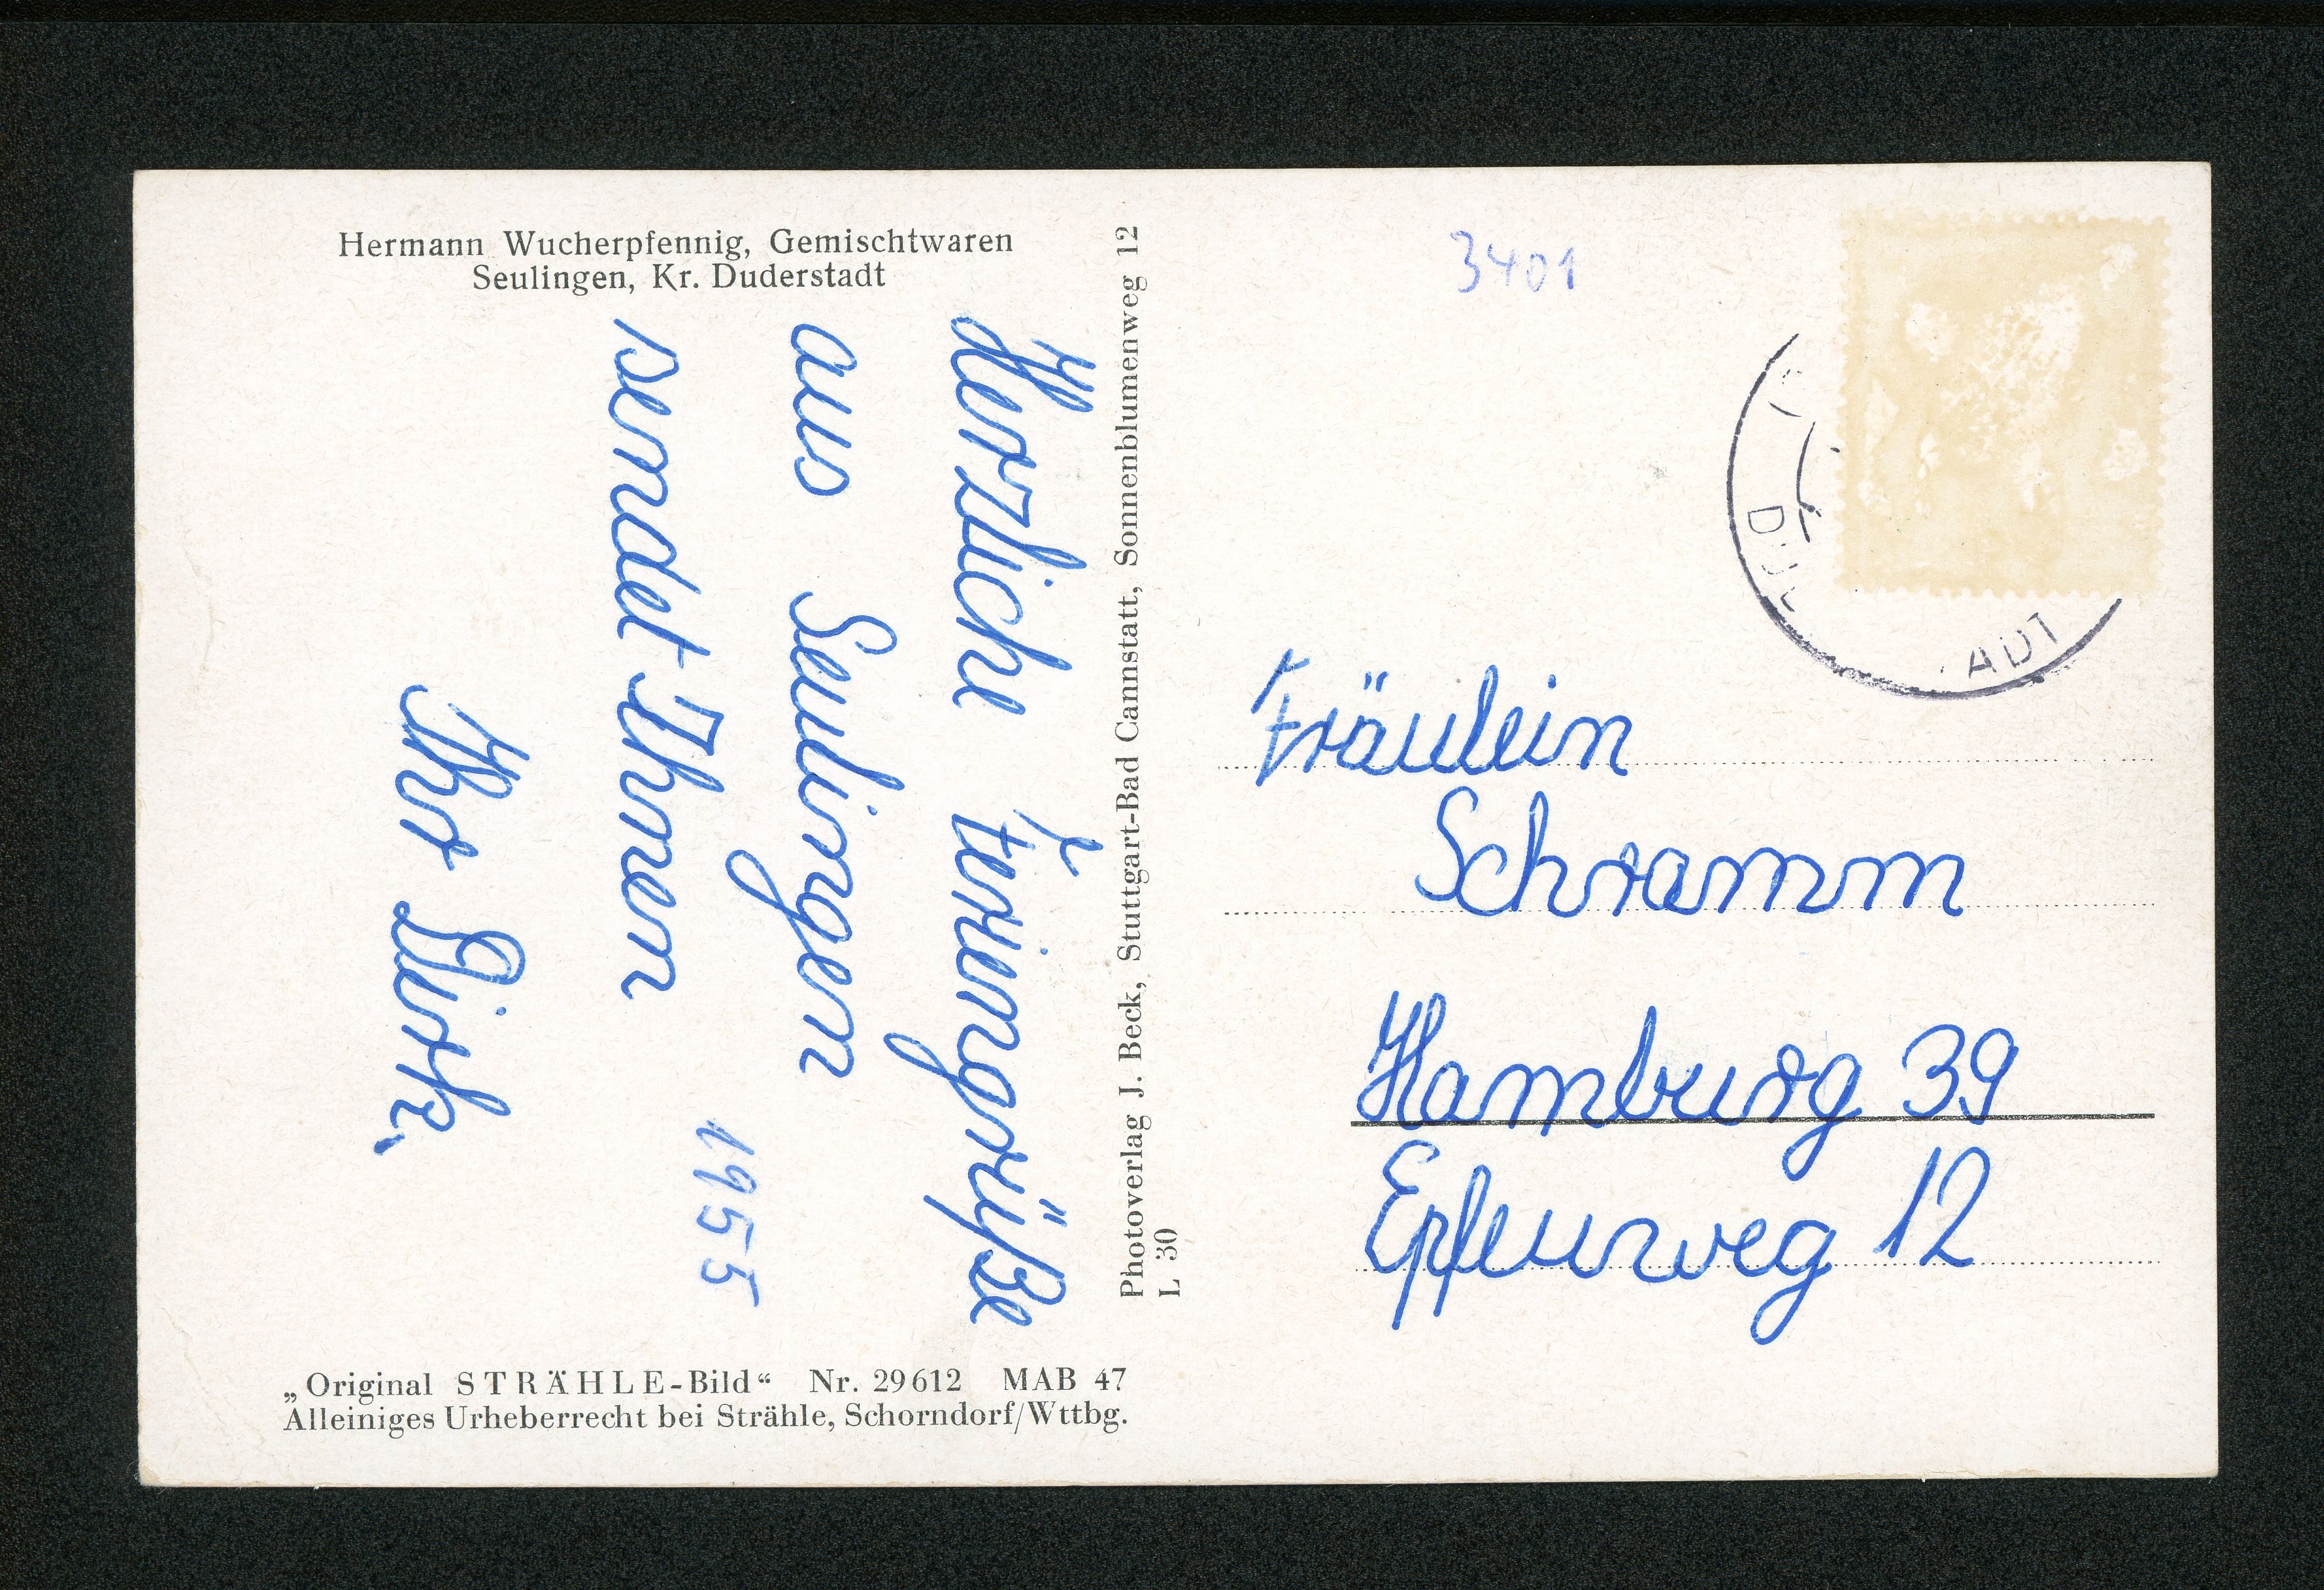 Hermann Wucherpfennig, Gemischtwaren
Seulingen, Kr. Duderstadt
Herzliche Feriengrüße
aus Seulingen
sendet Ihnen
Ihr Dirk.
1955
„Original STRÄHLE-Bild“ Nr. 29612 MAB 47
Alleiniges Urheberrecht bei Strähle, Schorndorf/Wttbg.
Photoverlag J. Beck, Stuttgart-Bad Cannstatt, Sonnenblumenweg 12
L 30
3401
Fräulein
Schramm
Hamburg 39
Epfenweg 12